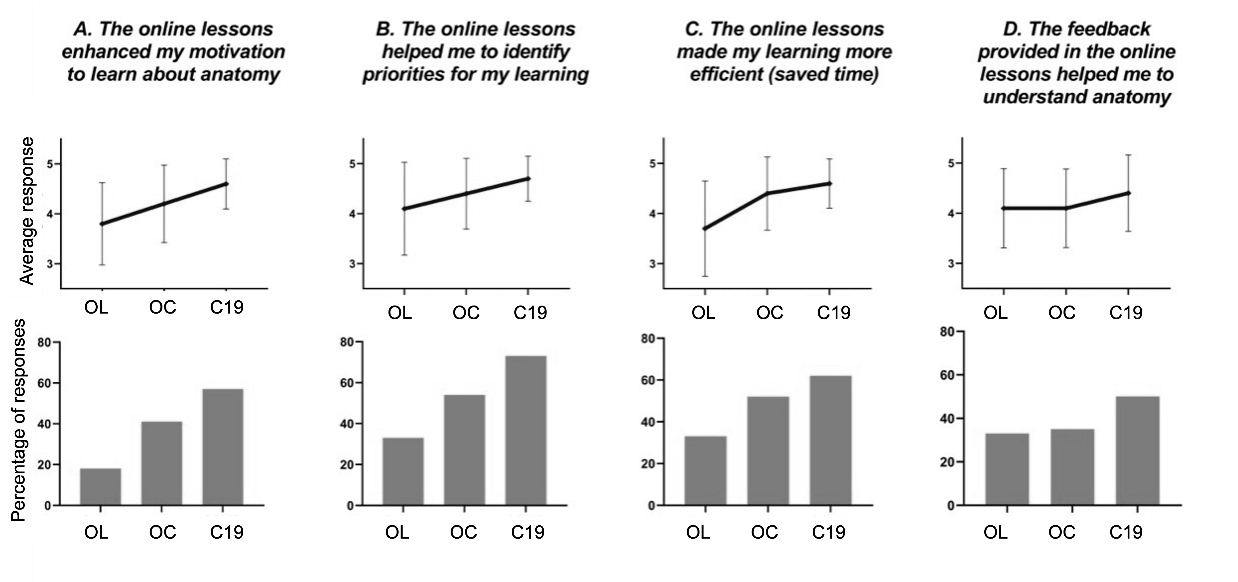 A. The online lessons
enhanced my motivation
to learn about anatomy
B. The online lessons
helped me to identify
priorities for my learning
C. The online lessons
made my learning more
efficient (saved time)
D. The feedback
provided in the online
lessons helped me to
understand anatomy
Average response
5
4
3
OL OC C19
5
4
3
OL OC C19
5
4
3
OL OC C19
5
4
3
OL OC C19
Percentage of responses
80
60
40
20
0
OL OC C19
80
60
40
20
0
OL OC C19
80
60
40
20
0
OL OC C19
80
60
40
20
0
OL OC C19